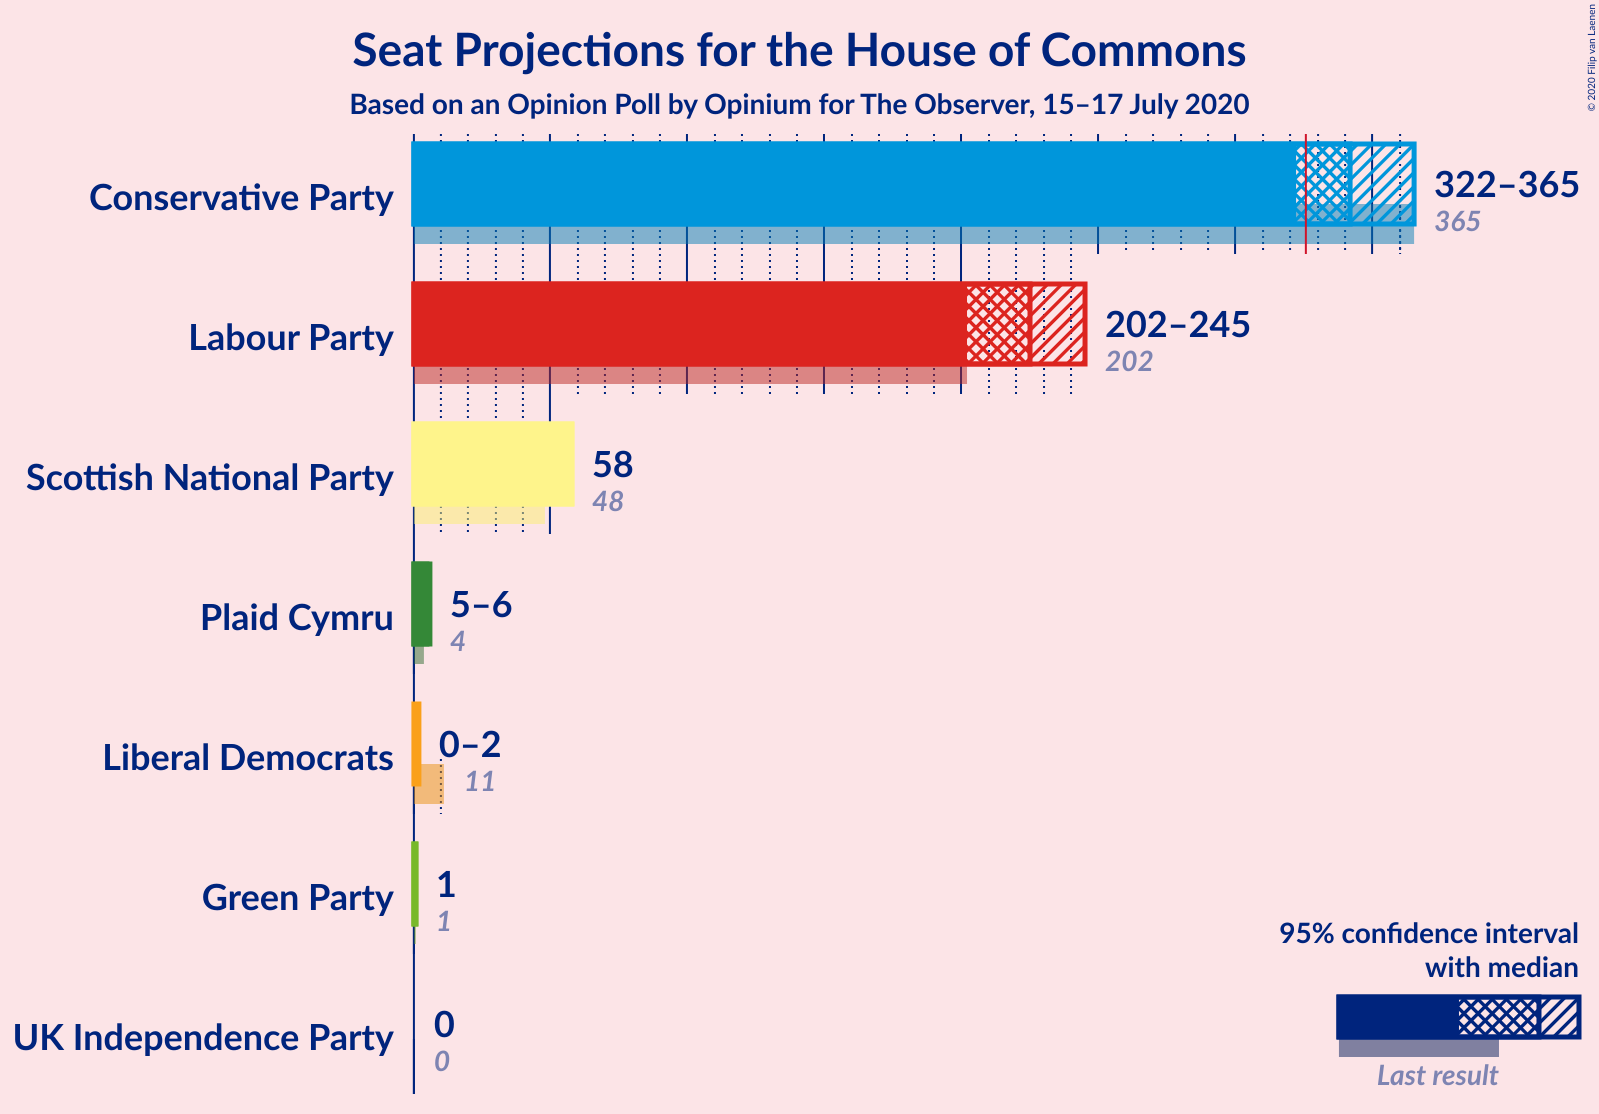 Seat Projections for the House of Commons
Based on an Opinion Poll by Opinium for The Observer, 15–17 July 2020
© 2020 Filip van Laenen
Conservative Party
322–365
365
Labour Party
202–245
202
Scottish National Party
58
48
Plaid Cymru
5–6
4
Liberal Democrats
0–2
11
Green Party
1
1
UK Independence Party
0
0
95% confidence interval
with median
Last result